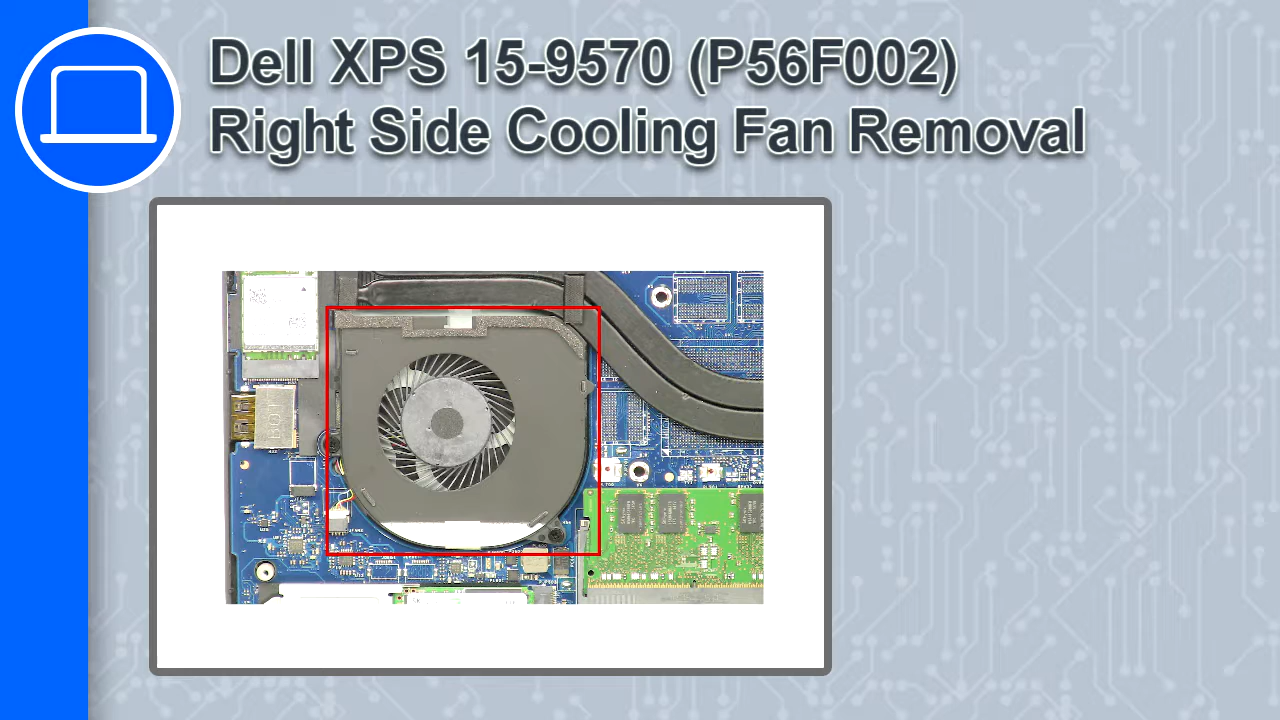 Dell XPS 15-9570 (P56F002)
Right Side Cooling Fan Removal